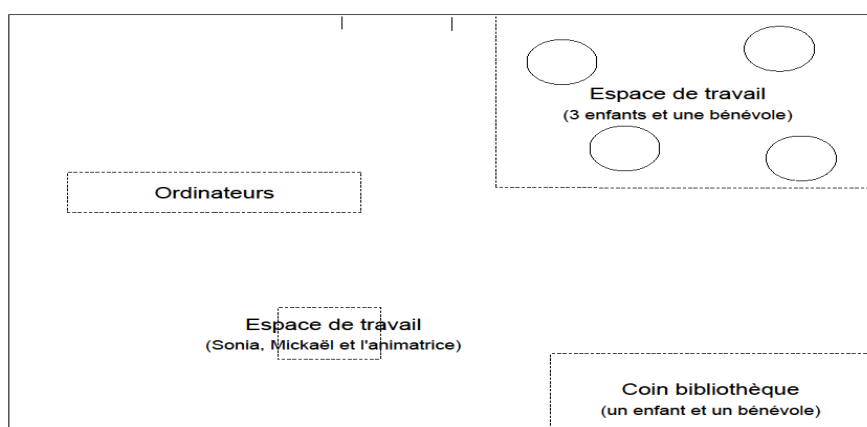 Espace de travail
(3 enfants et une bénévole)
Ordinateurs
Espace de travail
(Sonia, Mickaël et l'animatrice)
Coin bibliothèque
(un enfant et un bénévole)